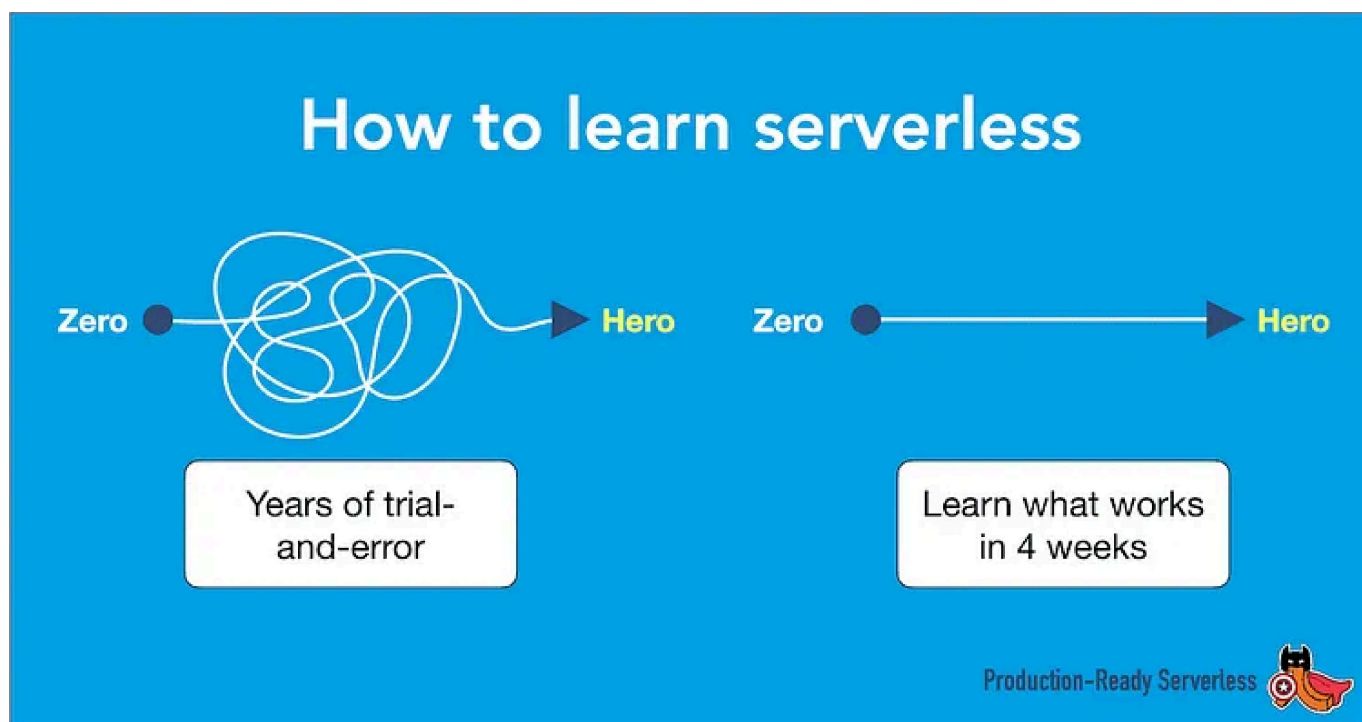 How to learn serverless
Zero
Hero
Zero
Hero
Years of trial-
and-error
Learn what works
in 4 weeks
Production-Ready Serverless